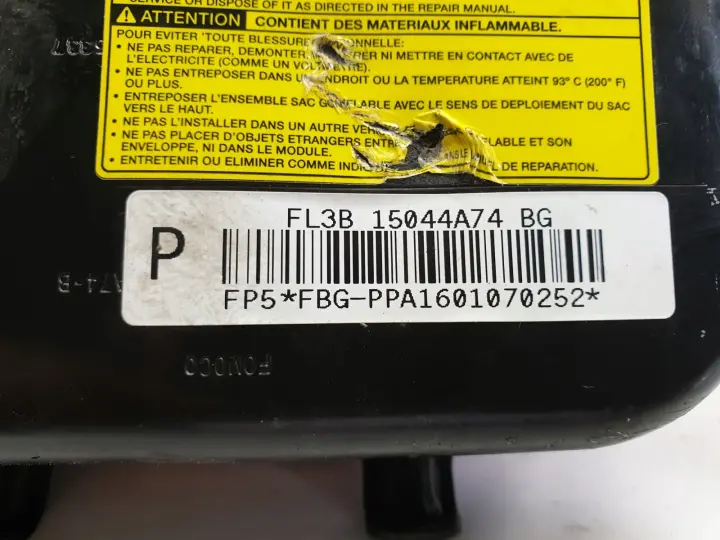 SERVICE OR DISPOSE OF IT AS DIRECTED IN THE REPAIR MANUAL.
ATTENTION CONTIENT DES MATERIAUX INFLAMMABLE.
POUR EVITER 'TOUTE BLESSURE
• NE PAS REPARER, DEMONTER, NI METTRE EN CONTACT AVEC DE
L'ELECTRICITE (COMME UN
• NE PAS ENTREPOSER DANS ENDROIT OU LA TEMPERATURE ATTEINT 93° C (200° F)
OU PLUS.
• ENTREPOSER L'ENSEMBLE SAC GONFLABLE AVEC LE SENS DE DEPLOIEMENT DU SAC
VERS LE HAUT.
• NE PAS L'INSTALLER DANS UN AUTRE
• NE PAS PLACER D'OBJETS ETRANGERS ET SON
ENVELOPPE, NI DANS LE MODULE.
• ENTRETENIR OU ELIMINER COMME DE REPARATION.
P
FL3B 15044A74 BG
FP5*FBG-PPA1601070252*
A74-B
FOMOCO